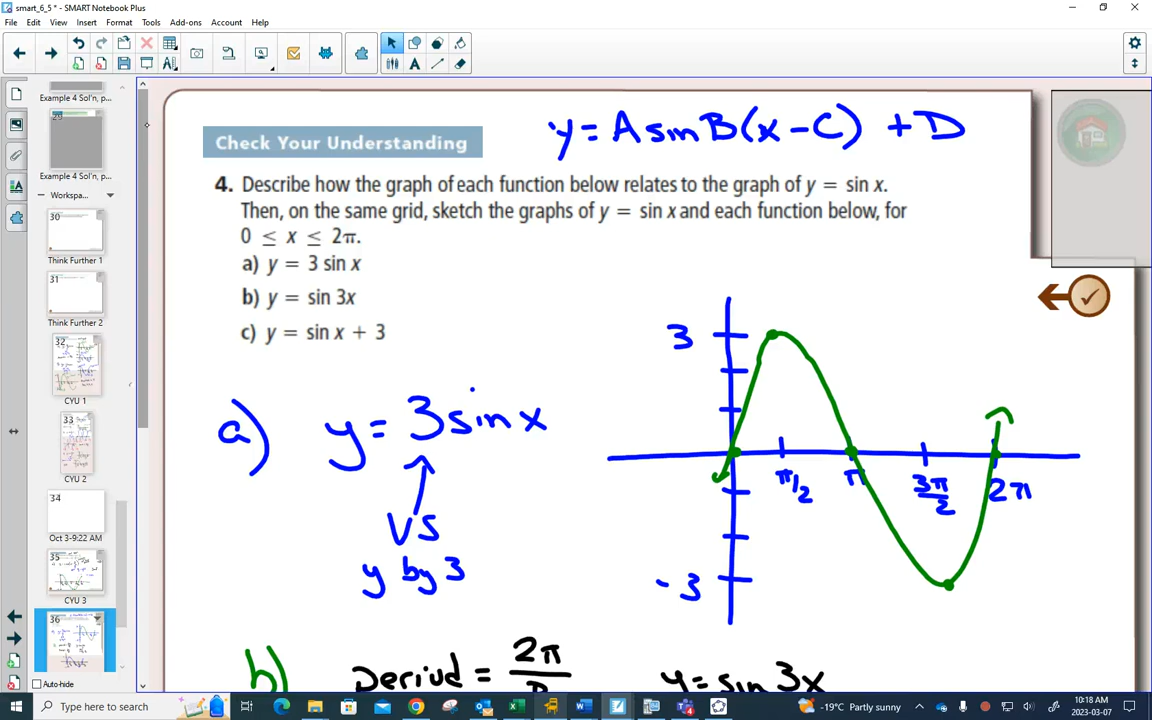 smart_6_5 * - SMART Notebook Plus
File Edit View Insert Format Tools Add-ons Account Help
Example 4 Sol'n, p...
29
Example 4 Sol'n, p...
Workspa...
30
Think Further 1
31
Think Further 2
32
CYU 1
33
CYU 2
34
Oct 3-9:22 AM
35
CYU 3
36
Auto-hide
y = A sin B(x - C) + D
Check Your Understanding
4. Describe how the graph of each function below relates to the graph of y = sin x.
Then, on the same grid, sketch the graphs of y = sin x and each function below, for
0 ≤ x ≤ 2π.
a) y = 3 sin x
b) y = sin 3x
c) y = sin x + 3
a) y = 3 sin x
VS
y by 3
3
π/2
π
3π/2
2π
-3
b) Period = 2π
y = sin 3x
Type here to search
-19°C Partly sunny
10:18 AM
2023-03-07